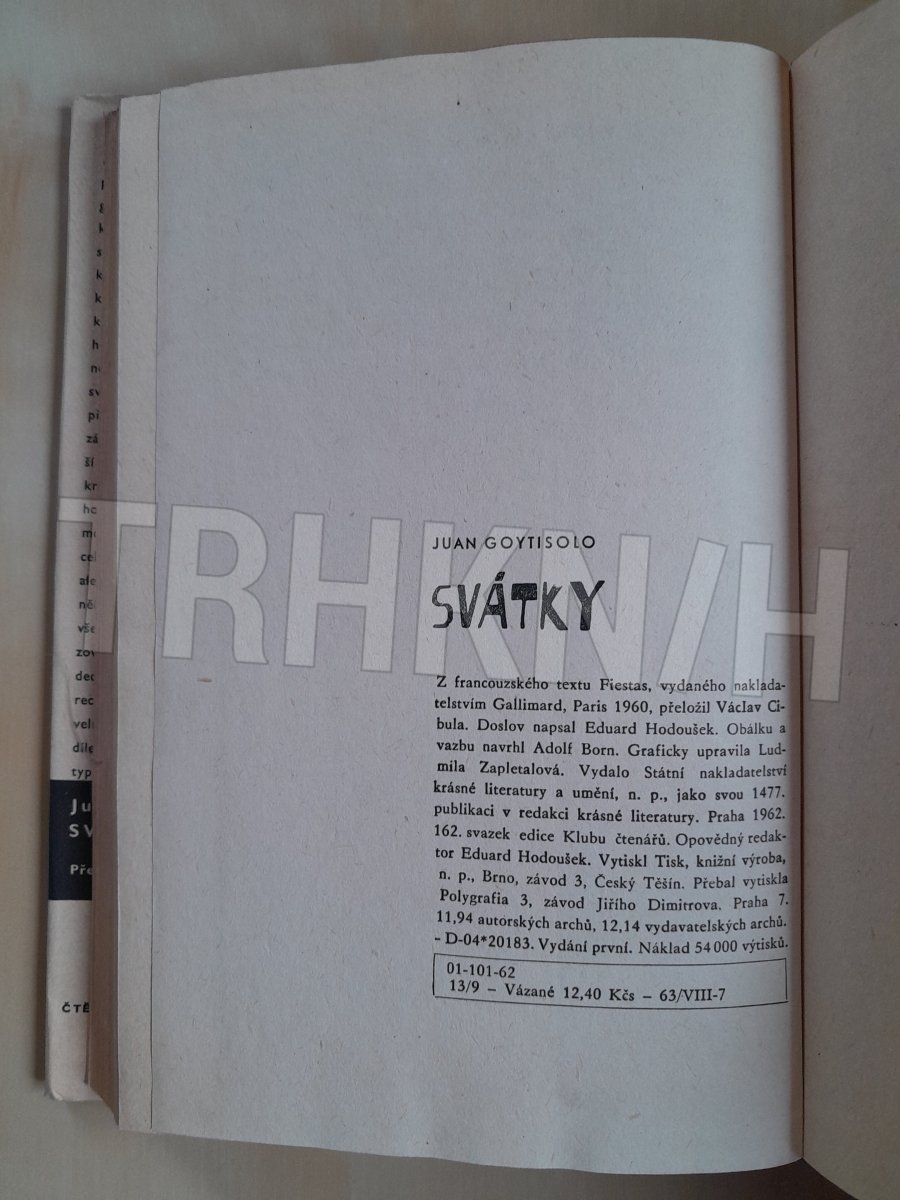 JUAN GOYTISOLO
SVÁTKY
Z francouzského textu Fiestas, vydaného naklada-
telstvím Gallimard, Paris 1960, přeložil Václav Ci-
bula. Doslov napsal Eduard Hodoušek. Obálku a
vazbu navrhl Adolf Born. Graficky upravila Lud-
mila Zapletalová. Vydalo Státní nakladatelství
krásné literatury a umění, n. p., jako svou 1477.
publikaci v redakci krásné literatury. Praha 1962.
162. svazek edice Klubu čtenářů. Opovědný redak-
tor Eduard Hodoušek. Vytiskl Tisk, knižní výroba,
n. p., Brno, závod 3, Český Těšín. Přebal vytiskla
Polygrafia 3, závod Jiřího Dimitrova. Praha 7.
11,94 autorských archů, 12,14 vydavatelských archů.
- D-04*20183. Vydání první. Náklad 54 000 výtisků.
01-101-62
13/9 – Vázané 12,40 Kčs – 63/VIII-7
TRHKNIH